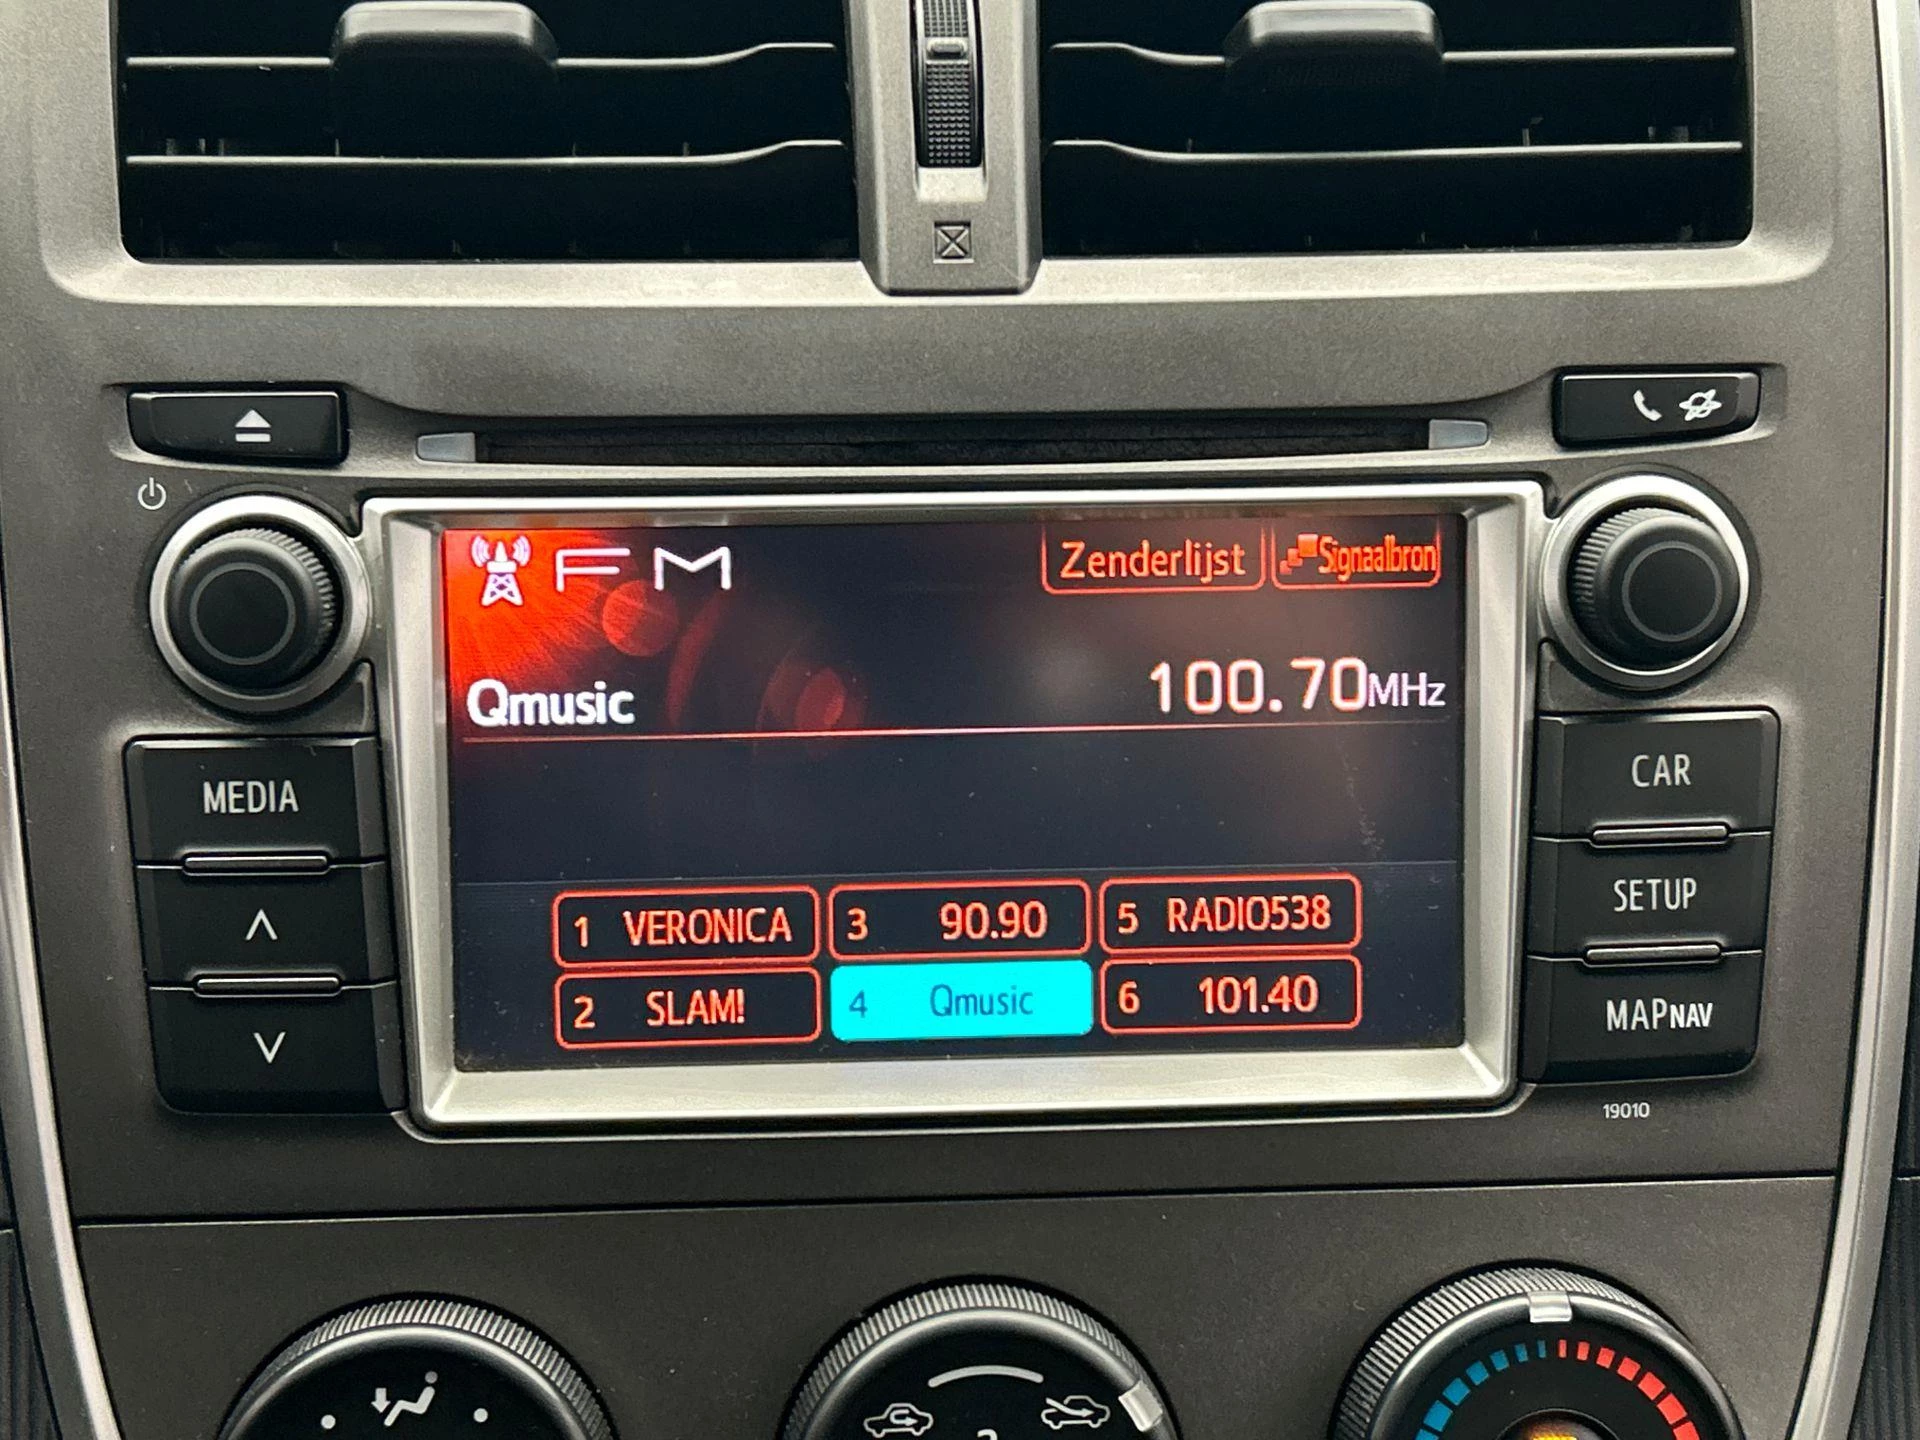 FM
Zenderlijst
Signaalbron
Qmusic
100.70MHz
MEDIA
CAR
SETUP
MAPNAV
1 VERONICA
3 90.90
5 RADIO538
2 SLAM!
4 Qmusic
6 101.40
19010